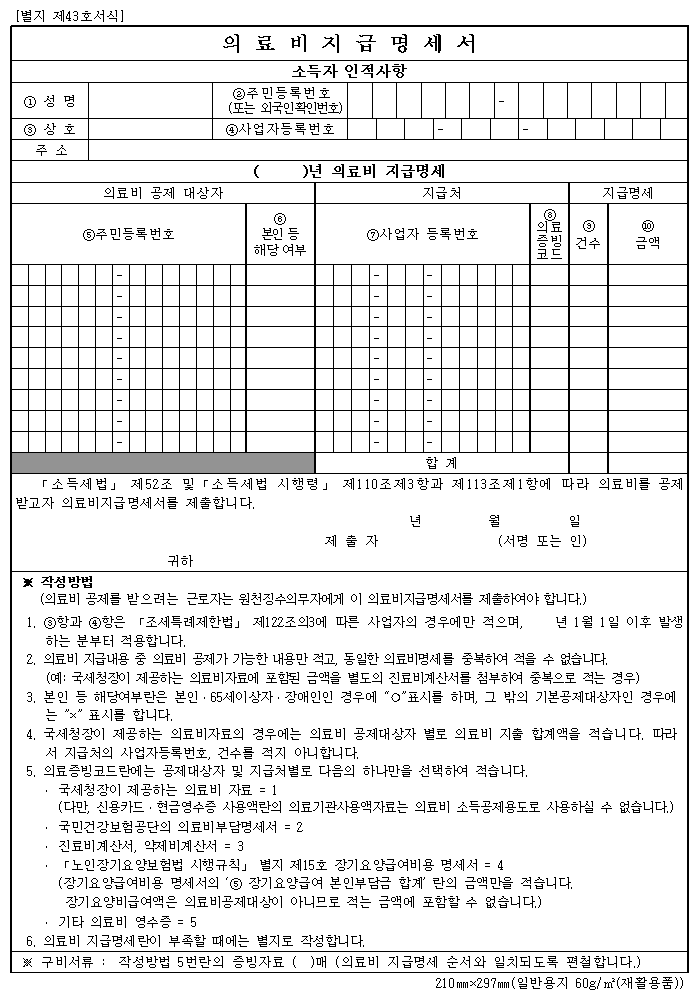 [별지 제43호서식]
의 료 비 지 급 명 세 서
소득자 인적사항
① 성 명
②주민등록번호
(또는 외국인확인번호)
-
③ 상 호
④사업자등록번호
- -
주 소
( )년 의료비 지급명세
의료비 공제 대상자 지급처 지급명세
⑤주민등록번호
⑥
본인 등
해당 여부
⑦사업자 등록번호
⑧
의료
증빙
코드
⑨
건수
⑩
금액
- - -
- - -
- - -
- - -
- - -
- - -
- - -
- - -
- - -
합 계
「소득세법」 제52조 및「소득세법 시행령」 제110조제3항과 제113조제1항에 따라 의료비를 공제
받고자 의료비지급명세서를 제출합니다.
년 월 일
제 출 자 (서명 또는 인)
귀하
※ 작성방법
(의료비 공제를 받으려는 근로자는 원천징수의무자에게 이 의료비지급명세서를 제출하여야 합니다.)
1. ③항과 ④항은 「조세특례제한법」 제122조의3에 따른 사업자의 경우에만 적으며, 년 1월 1일 이후 발생
하는 분부터 적용합니다.
2. 의료비 지급내용 중 의료비 공제가 가능한 내용만 적고, 동일한 의료비명세를 중복하여 적을 수 없습니다.
(예: 국세청장이 제공하는 의료비자료에 포함된 금액을 별도의 진료비계산서를 첨부하여 중복으로 적는 경우)
3. 본인 등 해당여부란은 본인·65세이상자·장애인인 경우에 “○”표시를 하며, 그 밖의 기본공제대상자인 경우에
는 “×” 표시를 합니다.
4. 국세청장이 제공하는 의료비자료의 경우에는 의료비 공제대상자 별로 의료비 지출 합계액을 적습니다. 따라
서 지급처의 사업자등록번호, 건수를 적지 아니합니다.
5. 의료증빙코드란에는 공제대상자 및 지급처별로 다음의 하나만을 선택하여 적습니다.
· 국세청장이 제공하는 의료비 자료 = 1
(다만, 신용카드·현금영수증 사용액란의 의료기관사용액자료는 의료비 소득공제용도로 사용하실 수 없습니다.)
· 국민건강보험공단의 의료비부담명세서 = 2
· 진료비계산서, 약제비계산서 = 3
· 「노인장기요양보험법 시행규칙」 별지 제15호 장기요양급여비용 명세서 = 4
(장기요양급여비용 명세서의 ‘⑤ 장기요양급여 본인부담금 합계’ 란의 금액만을 적습니다.
장기요양비급여액은 의료비공제대상이 아니므로 적는 금액에 포함할 수 없습니다.)
· 기타 의료비 영수증 = 5
6. 의료비 지급명세란이 부족할 때에는 별지로 작성합니다.
※ 구비서류 : 작성방법 5번란의 증빙자료 ( )매 (의료비 지급명세 순서와 일치되도록 편철합니다.)
210㎜×297㎜(일반용지 60g/㎡(재활용품))